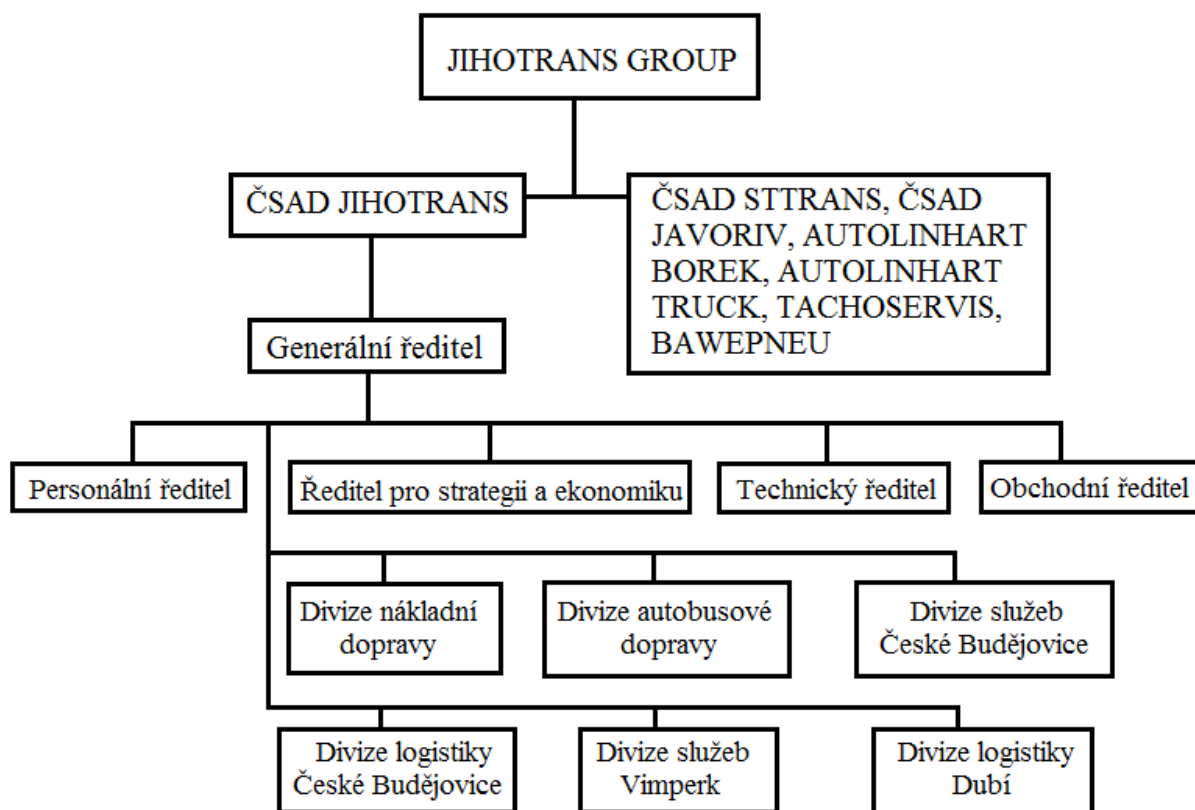 JIHOTRANS GROUP
ČSAD JIHOTRANS
ČSAD STTRANS, ČSAD
JAVORIV, AUTOLINHART
BOREK, AUTOLINHART
TRUCK, TACHOSERVIS,
BAWEPNEU
Generální ředitel
Personální ředitel
Ředitel pro strategii a ekonomiku
Technický ředitel
Obchodní ředitel
Divize nákladní
dopravy
Divize autobusové
dopravy
Divize služeb
České Budějovice
Divize logistiky
České Budějovice
Divize služeb
Vimperk
Divize logistiky
Dubí